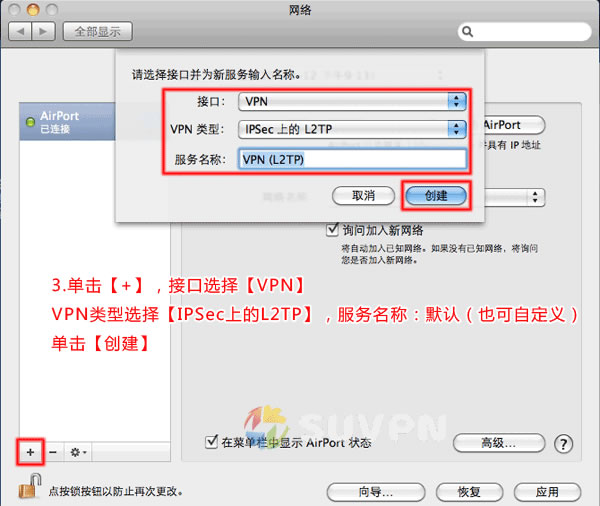 网络
全部显示
请选择接口并为新服务输入名称。
接口： VPN
VPN 类型： IPSec 上的 L2TP
服务名称： VPN (L2TP)
取消 创建
AirPort
已连接
AirPort
件具有 IP 地址
询问加入新网络
将自动加入已知网络。如果没有已知网络，将询问
您是否加入新网络。
3.单击【+】，接口选择【VPN】
VPN类型选择【IPSec上的L2TP】，服务名称：默认（也可自定义）
单击【创建】
SUVPN
在菜单栏中显示 AirPort 状态
高级... ?
点按锁按钮以防止再次更改。
向导... 恢复 应用